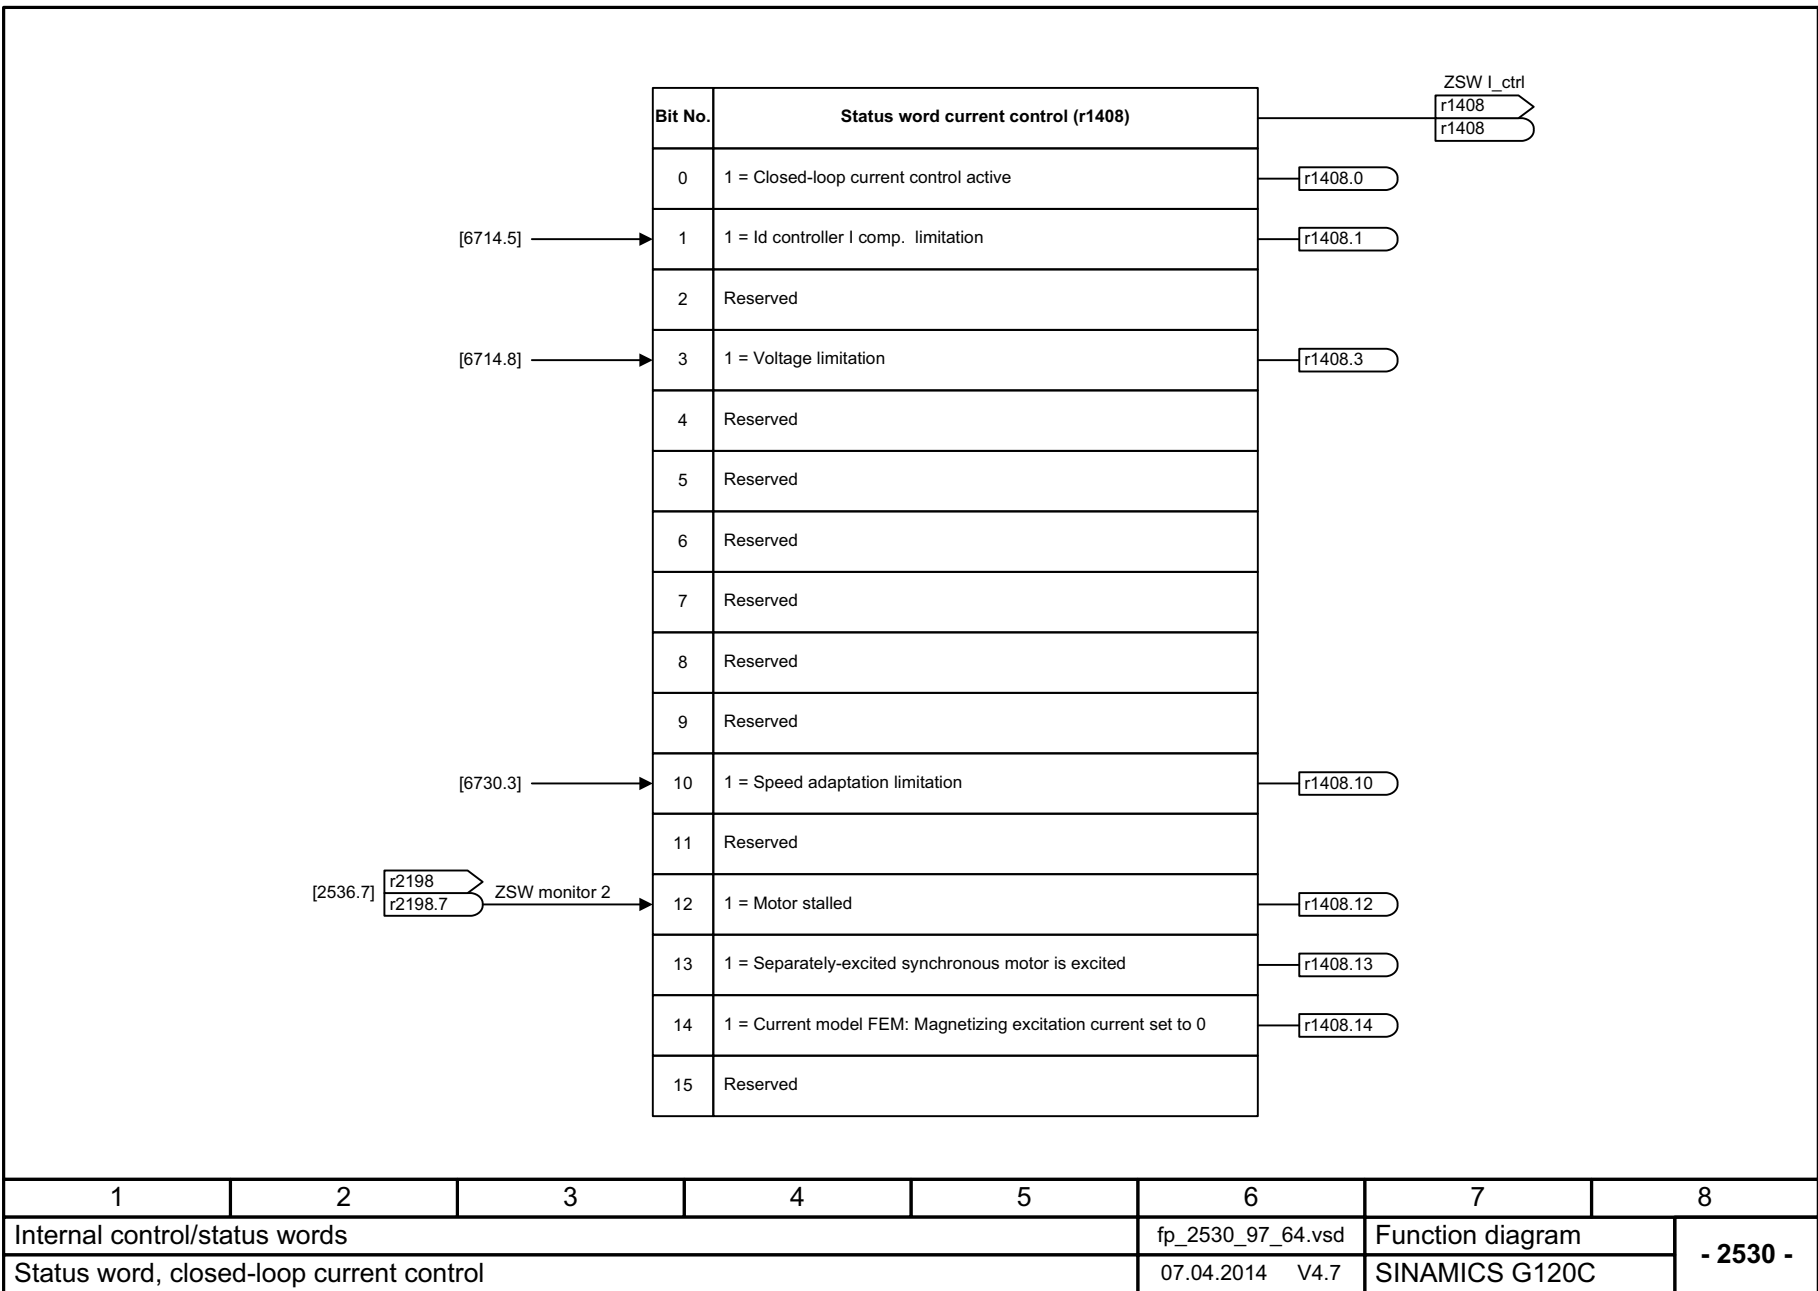 ZSW I_ctrl
r1408
r1408
Bit No. Status word current control (r1408)
0 1 = Closed-loop current control active r1408.0
[6714.5] 1 1 = Id controller I comp. limitation r1408.1
2 Reserved
[6714.8] 3 1 = Voltage limitation r1408.3
4 Reserved
5 Reserved
6 Reserved
7 Reserved
8 Reserved
9 Reserved
[6730.3] 10 1 = Speed adaptation limitation r1408.10
11 Reserved
r2198
[2536.7] r2198.7 ZSW monitor 2 12 1 = Motor stalled r1408.12
13 1 = Separately-excited synchronous motor is excited r1408.13
14 1 = Current model FEM: Magnetizing excitation current set to 0 r1408.14
15 Reserved
1 2 3 4 5 6 7 8
Internal control/status words fp_2530_97_64.vsd Function diagram - 2530 -
Status word, closed-loop current control 07.04.2014 V4.7 SINAMICS G120C